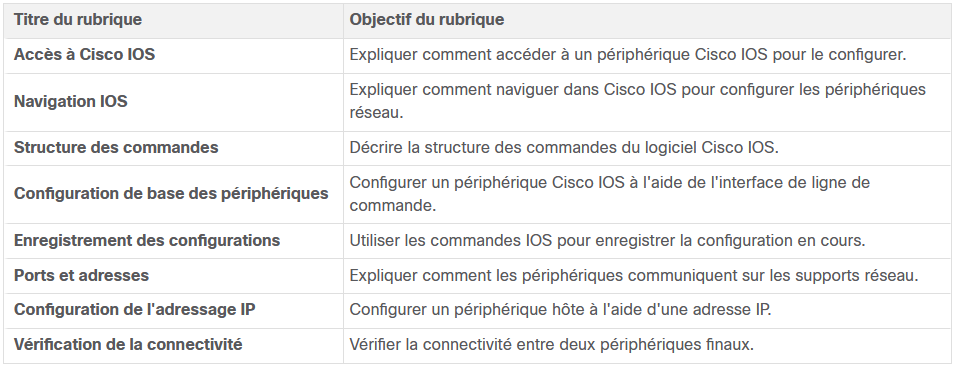 Titre du rubrique
Objectif du rubrique
Accès à Cisco IOS
Expliquer comment accéder à un périphérique Cisco IOS pour le configurer.
Navigation IOS
Expliquer comment naviguer dans Cisco IOS pour configurer les périphériques
réseau.
Structure des commandes
Décrire la structure des commandes du logiciel Cisco IOS.
Configuration de base des périphériques
Configurer un périphérique Cisco IOS à l'aide de l'interface de ligne de
commande.
Enregistrement des configurations
Utiliser les commandes IOS pour enregistrer la configuration en cours.
Ports et adresses
Expliquer comment les périphériques communiquent sur les supports réseau.
Configuration de l'adressage IP
Configurer un périphérique hôte à l'aide d'une adresse IP.
Vérification de la connectivité
Vérifier la connectivité entre deux périphériques finaux.